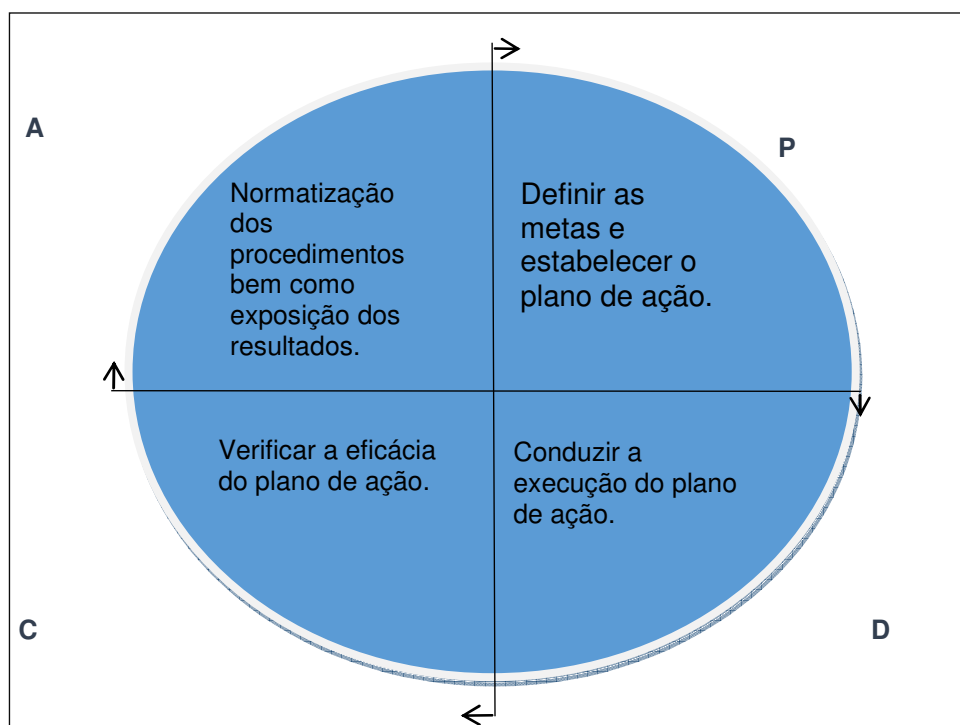 A
P
Normatização
dos
procedimentos
bem como
exposição dos
resultados.
Definir as
metas e
estabelecer o
plano de ação.
Verificar a eficácia
do plano de ação.
Conduzir a
execução do plano
de ação.
C
D